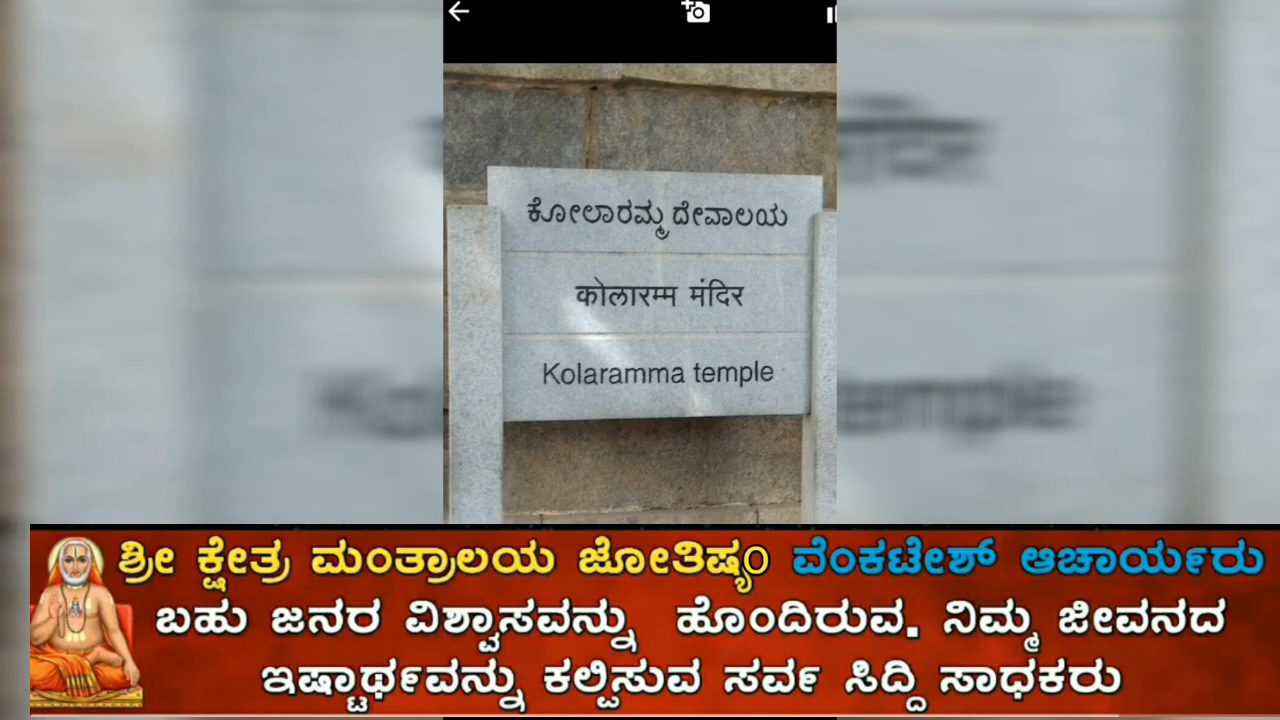 ಕೋಲಾರಮ್ಮ ದೇವಾಲಯ
कोलारम्म मंदिर
Kolaramma temple
ಶ್ರೀ ಕ್ಷೇತ್ರ ಮಂತ್ರಾಲಯ ಜೋತಿಷ್ಯಂ ವೆಂಕಟೇಶ್ ಆಚಾರ್ಯರು
ಬಹು ಜನರ ವಿಶ್ವಾಸವನ್ನು ಹೊಂದಿರುವ. ನಿಮ್ಮ ಜೀವನದ
ಇಷ್ಟಾರ್ಥವನ್ನು ಕಲ್ಪಿಸುವ ಸರ್ವ ಸಿದ್ದಿ ಸಾಧಕರು